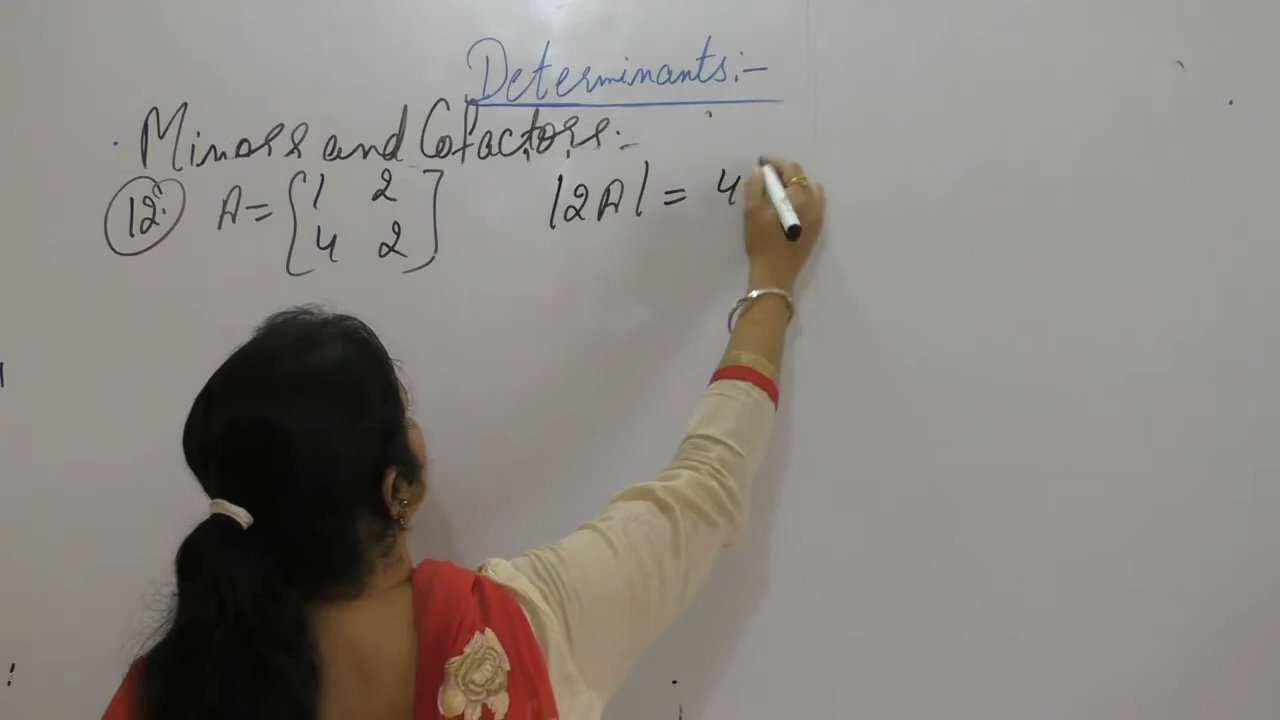 Determinants:-
Minors and Cofactors:-
12. A = [1 2
4 2] |2A| = 4